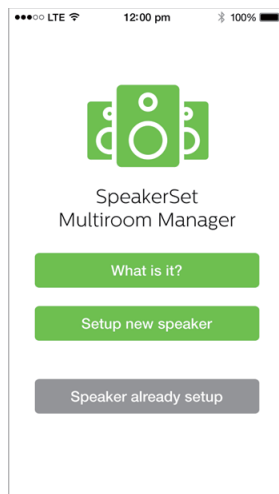 LTE 12:00 pm 100%
SpeakerSet
Multiroom Manager
What is it?
Setup new speaker
Speaker already setup